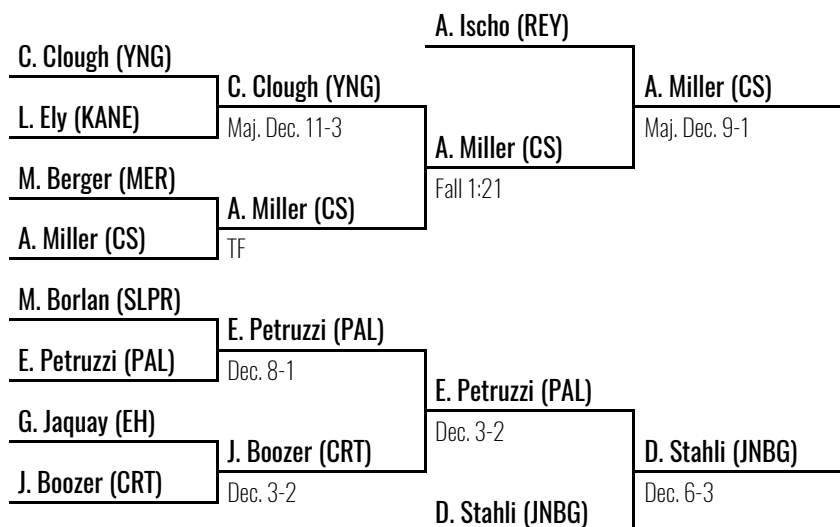 A. Ischo (REY)
C. Clough (YNG)
C. Clough (YNG)
A. Miller (CS)
L. Ely (KANE)
Maj. Dec. 11-3
Maj. Dec. 9-1
A. Miller (CS)
M. Berger (MER)
Fall 1:21
A. Miller (CS)
A. Miller (CS)
TF
M. Borlan (SLPR)
E. Petruzzi (PAL)
E. Petruzzi (PAL)
Dec. 8-1
E. Petruzzi (PAL)
G. Jaquay (EH)
Dec. 3-2
J. Boozer (CRT)
D. Stahli (JNBG)
J. Boozer (CRT)
Dec. 3-2
Dec. 6-3
D. Stahli (JNBG)